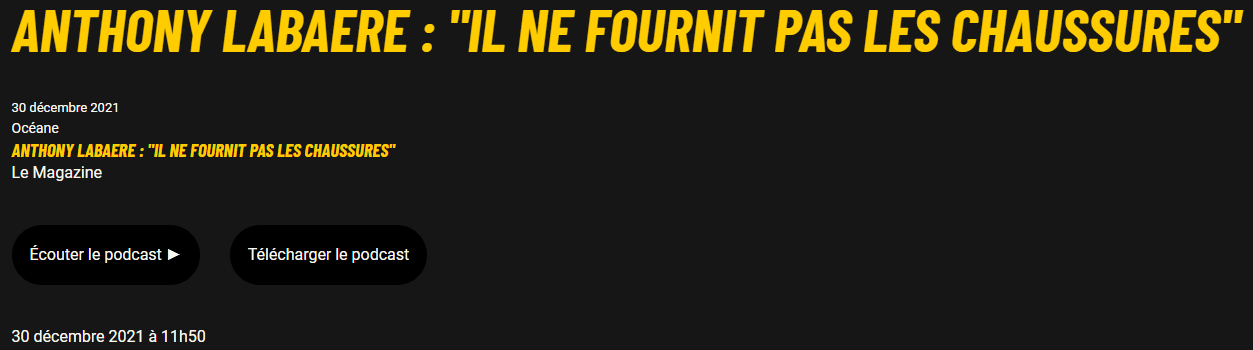 ANTHONY LABAERE : "IL NE FOURNIT PAS LES CHAUSSURES"
30 décembre 2021
Océane
ANTHONY LABAERE : "IL NE FOURNIT PAS LES CHAUSSURES"
Le Magazine
Écouter le podcast ►
Télécharger le podcast
30 décembre 2021 à 11h50